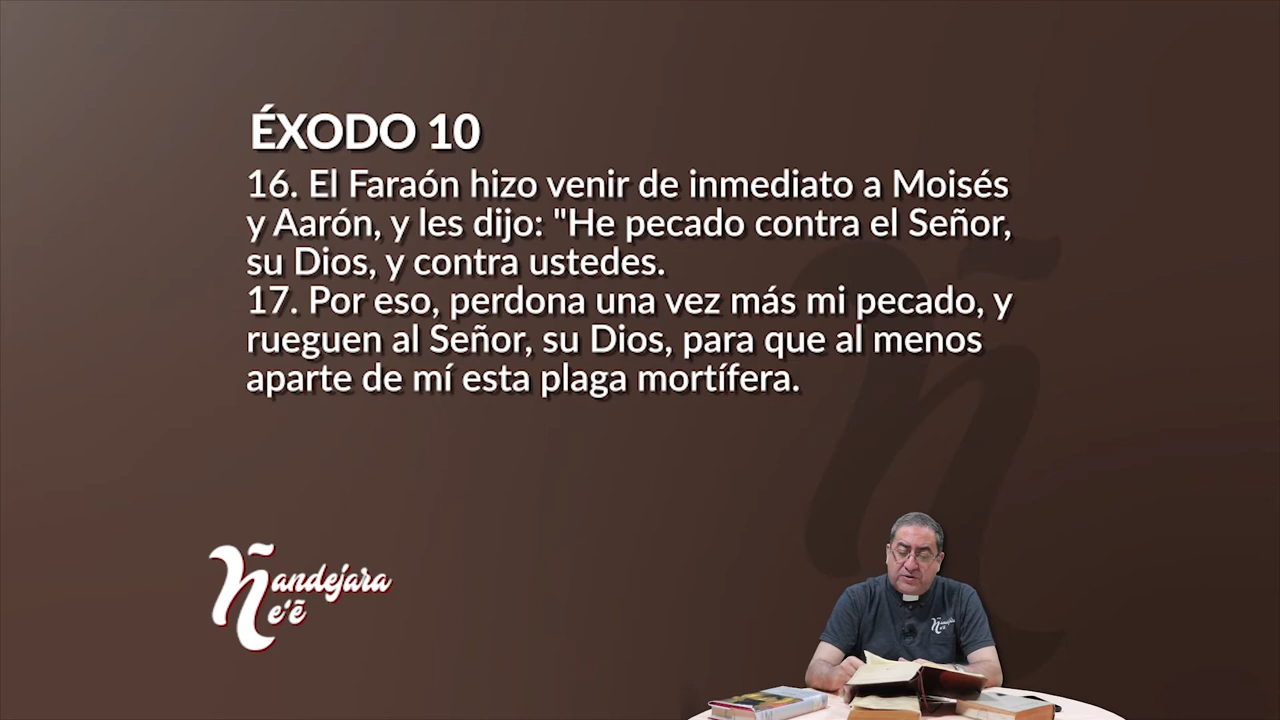 ÉXODO 10
16. El Faraón hizo venir de inmediato a Moisés
y Aarón, y les dijo: "He pecado contra el Señor,
su Dios, y contra ustedes.
17. Por eso, perdona una vez más mi pecado, y
rueguen al Señor, su Dios, para que al menos
aparte de mí esta plaga mortífera.
Ñandejara
Ñe'ẽ
Ñandejara
Ñe'ẽ